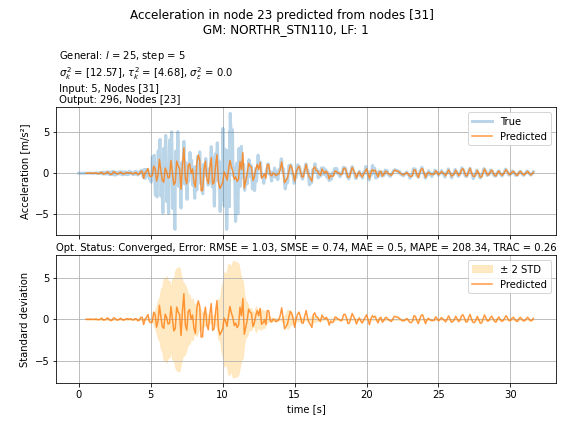 Acceleration in node 23 predicted from nodes [31]
GM: NORTHR_STN110, LF: 1
General: l = 25, step = 5
σ²ₖ = [12.57], τ²ₖ = [4.68], σ²ε = 0.0
Input: 5, Nodes [31]
Output: 296, Nodes [23]
Acceleration [m/s²]
5
0
−5
True
Predicted
Opt. Status: Converged, Error: RMSE = 1.03, SMSE = 0.74, MAE = 0.5, MAPE = 208.34, TRAC = 0.26
Standard deviation
5
0
−5
± 2 STD
Predicted
0 5 10 15 20 25 30
time [s]